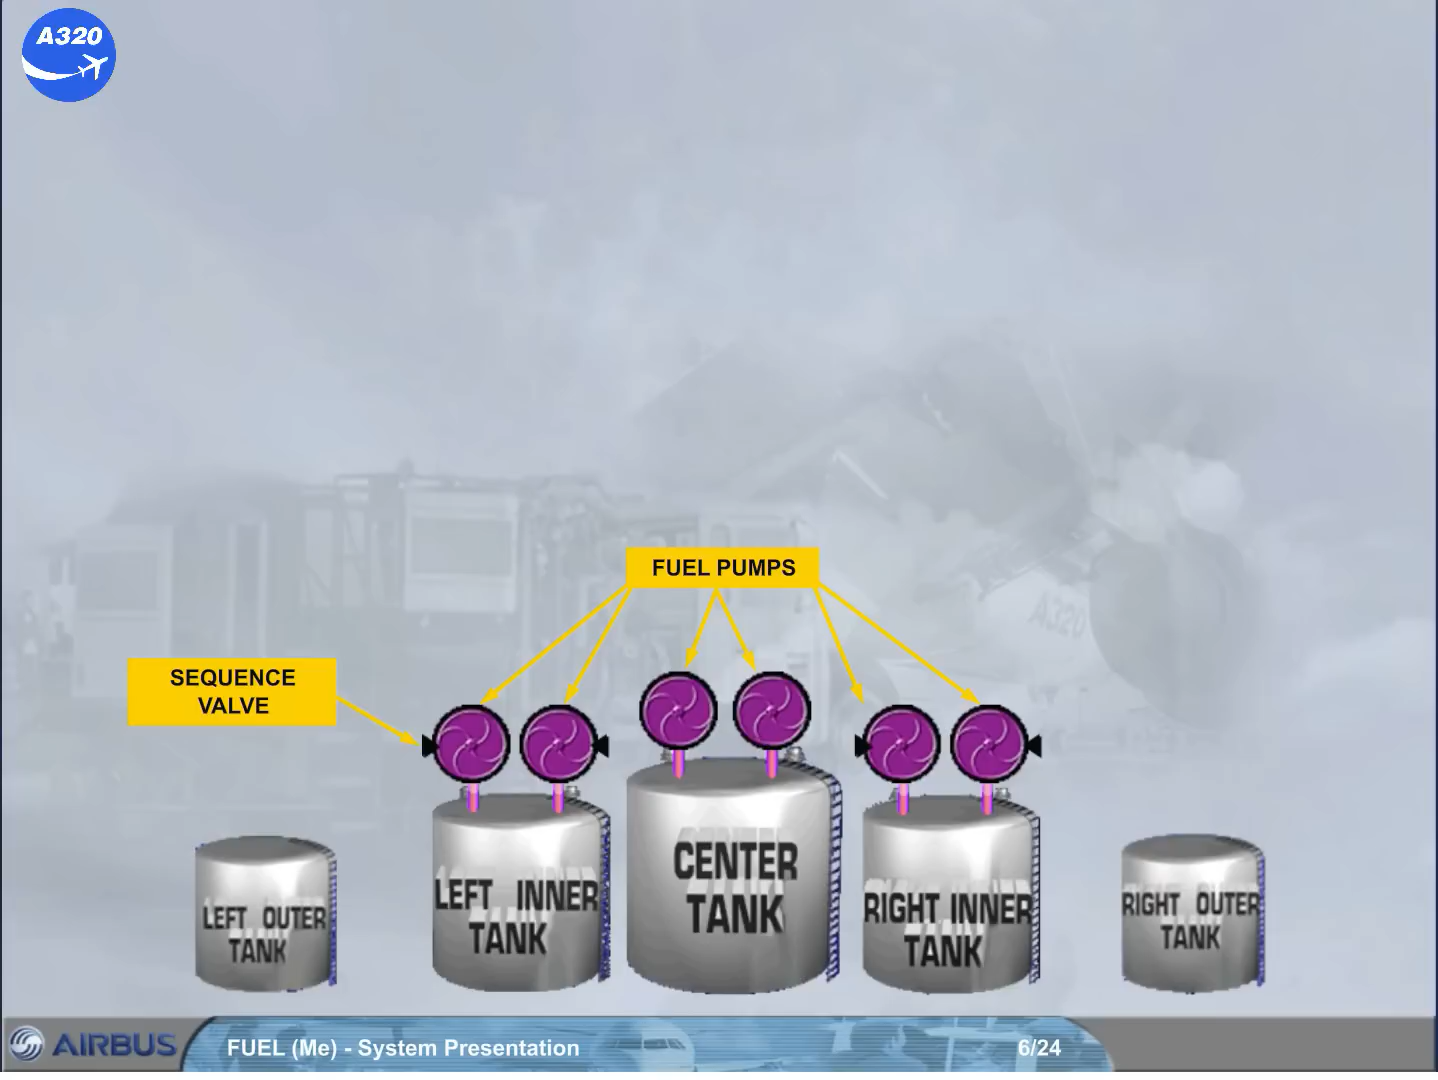 A320
FUEL PUMPS
SEQUENCE
VALVE
A320
LEFT OUTER
TANK
LEFT INNER
TANK
CENTER
TANK
RIGHT INNER
TANK
RIGHT OUTER
TANK
AIRBUS
FUEL (Me) - System Presentation
6/24